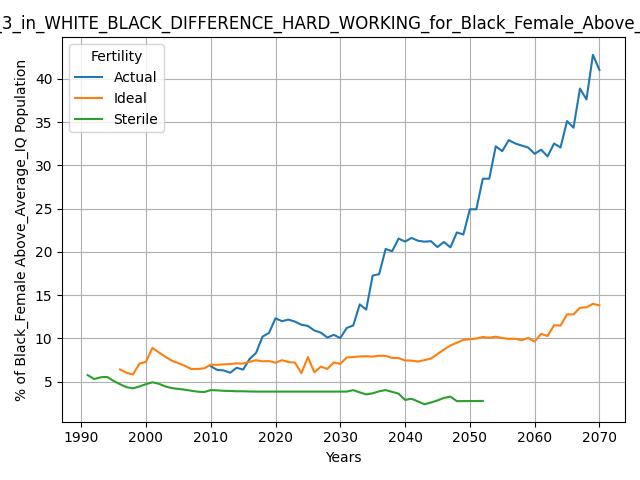 _3_in_WHITE_BLACK_DIFFERENCE_HARD_WORKING_for_Black_Female_Above_
Fertility
Actual
Ideal
Sterile
% of Black_Female Above_Average_IQ Population
40
35
30
25
20
15
10
5
1990 2000 2010 2020 2030 2040 2050 2060 2070
Years